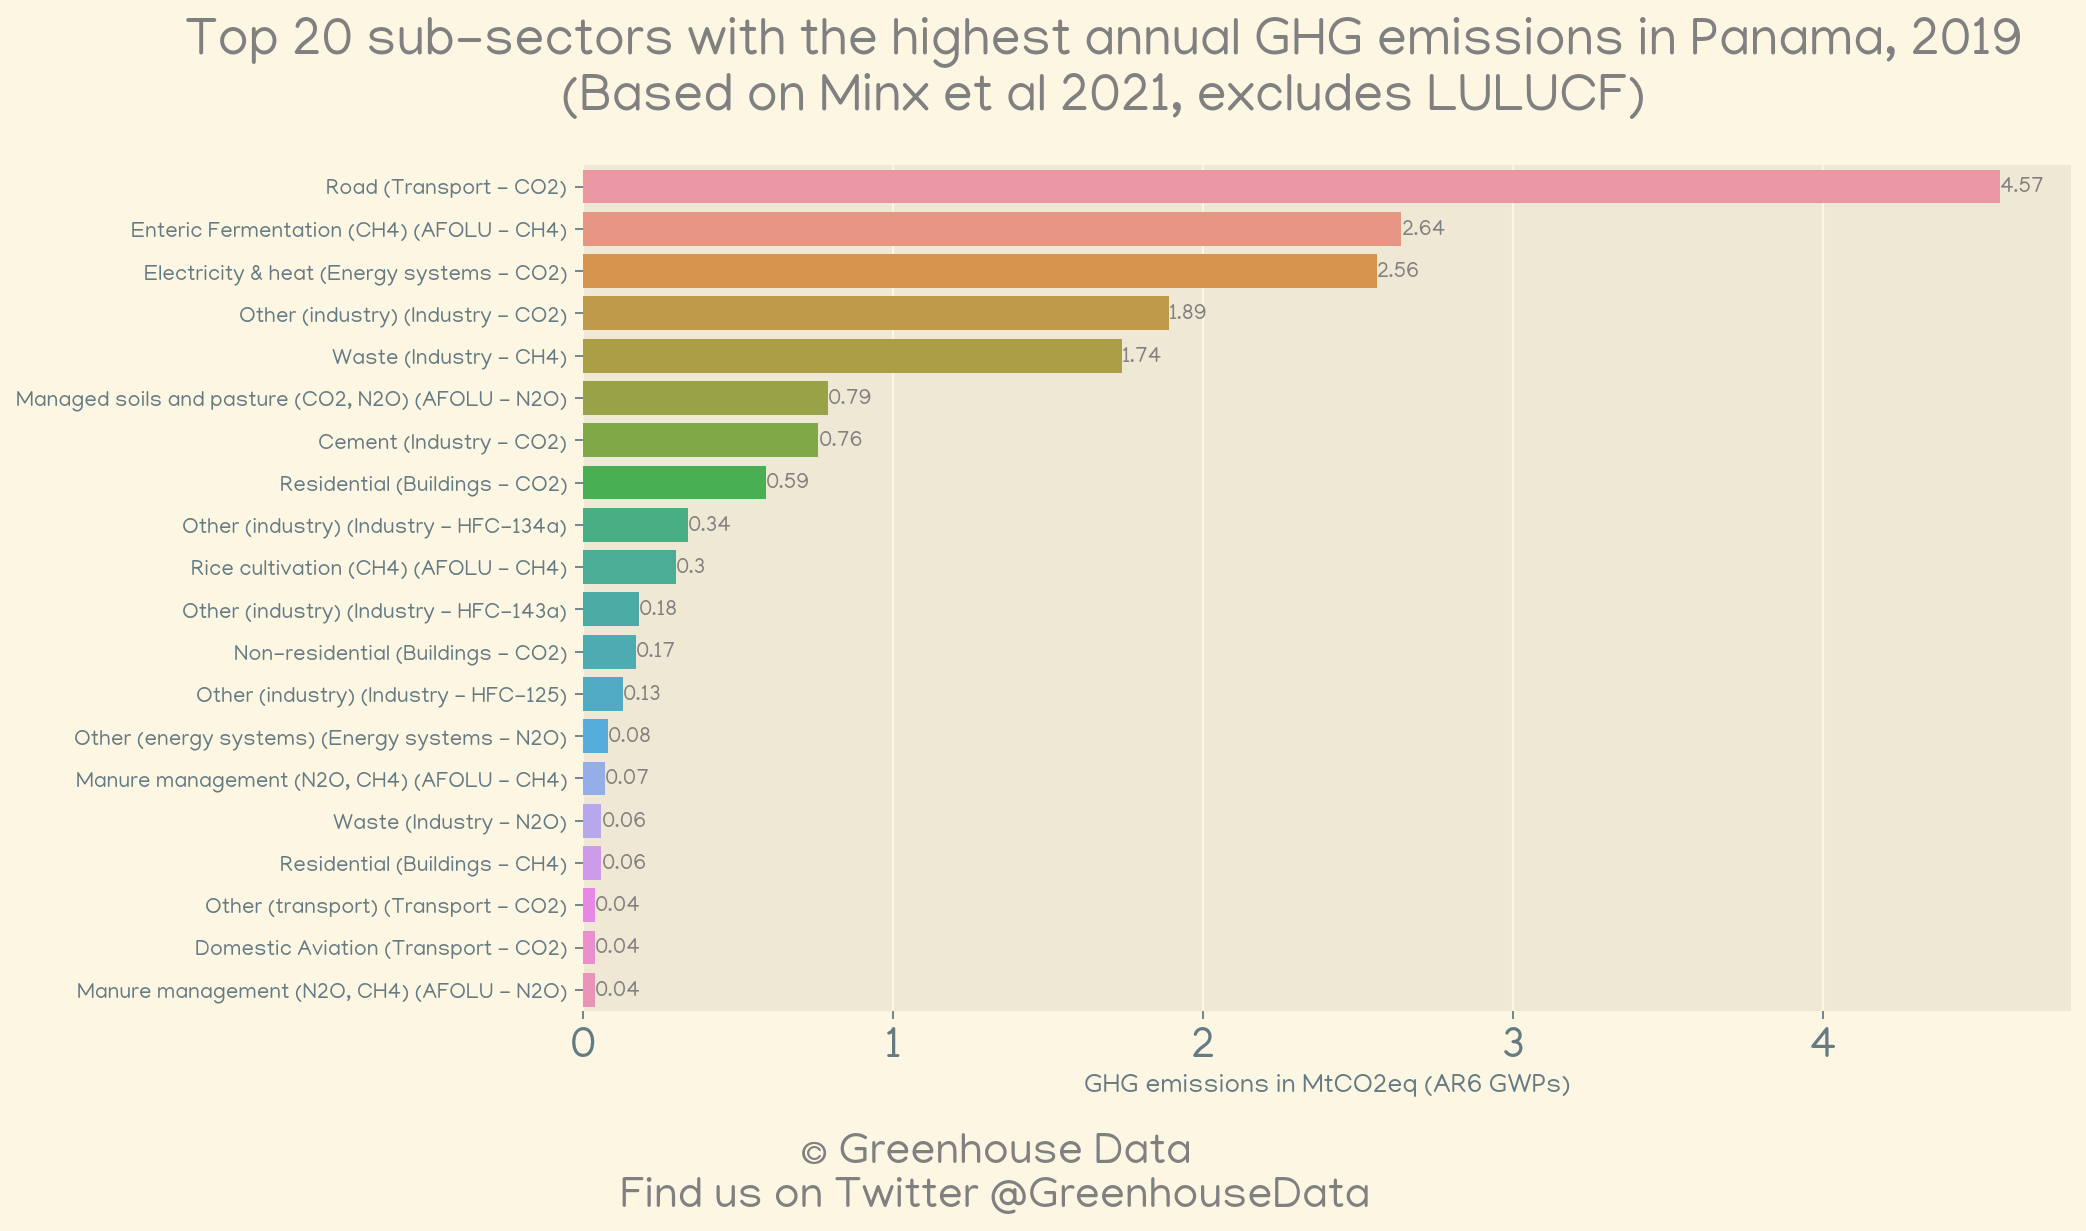 Top 20 sub-sectors with the highest annual GHG emissions in Panama, 2019
(Based on Minx et al 2021, excludes LULUCF)
Road (Transport - CO2) 4.57
Enteric Fermentation (CH4) (AFOLU - CH4) 2.64
Electricity & heat (Energy systems - CO2) 2.56
Other (industry) (Industry - CO2) 1.89
Waste (Industry - CH4) 1.74
Managed soils and pasture (CO2, N2O) (AFOLU - N2O) 0.79
Cement (Industry - CO2) 0.76
Residential (Buildings - CO2) 0.59
Other (industry) (Industry - HFC-134a) 0.34
Rice cultivation (CH4) (AFOLU - CH4) 0.3
Other (industry) (Industry - HFC-143a) 0.18
Non-residential (Buildings - CO2) 0.17
Other (industry) (Industry - HFC-125) 0.13
Other (energy systems) (Energy systems - N2O) 0.08
Manure management (N2O, CH4) (AFOLU - CH4) 0.07
Waste (Industry - N2O) 0.06
Residential (Buildings - CH4) 0.06
Other (transport) (Transport - CO2) 0.04
Domestic Aviation (Transport - CO2) 0.04
Manure management (N2O, CH4) (AFOLU - N2O) 0.04
0 1 2 3 4
GHG emissions in MtCO2eq (AR6 GWPs)
© Greenhouse Data
Find us on Twitter @GreenhouseData